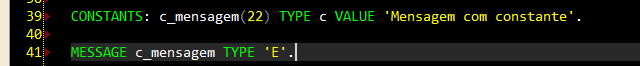 39 CONSTANTS: c_mensagem(22) TYPE c VALUE 'Mensagem com constante'.
40
41 MESSAGE c_mensagem TYPE 'E'.